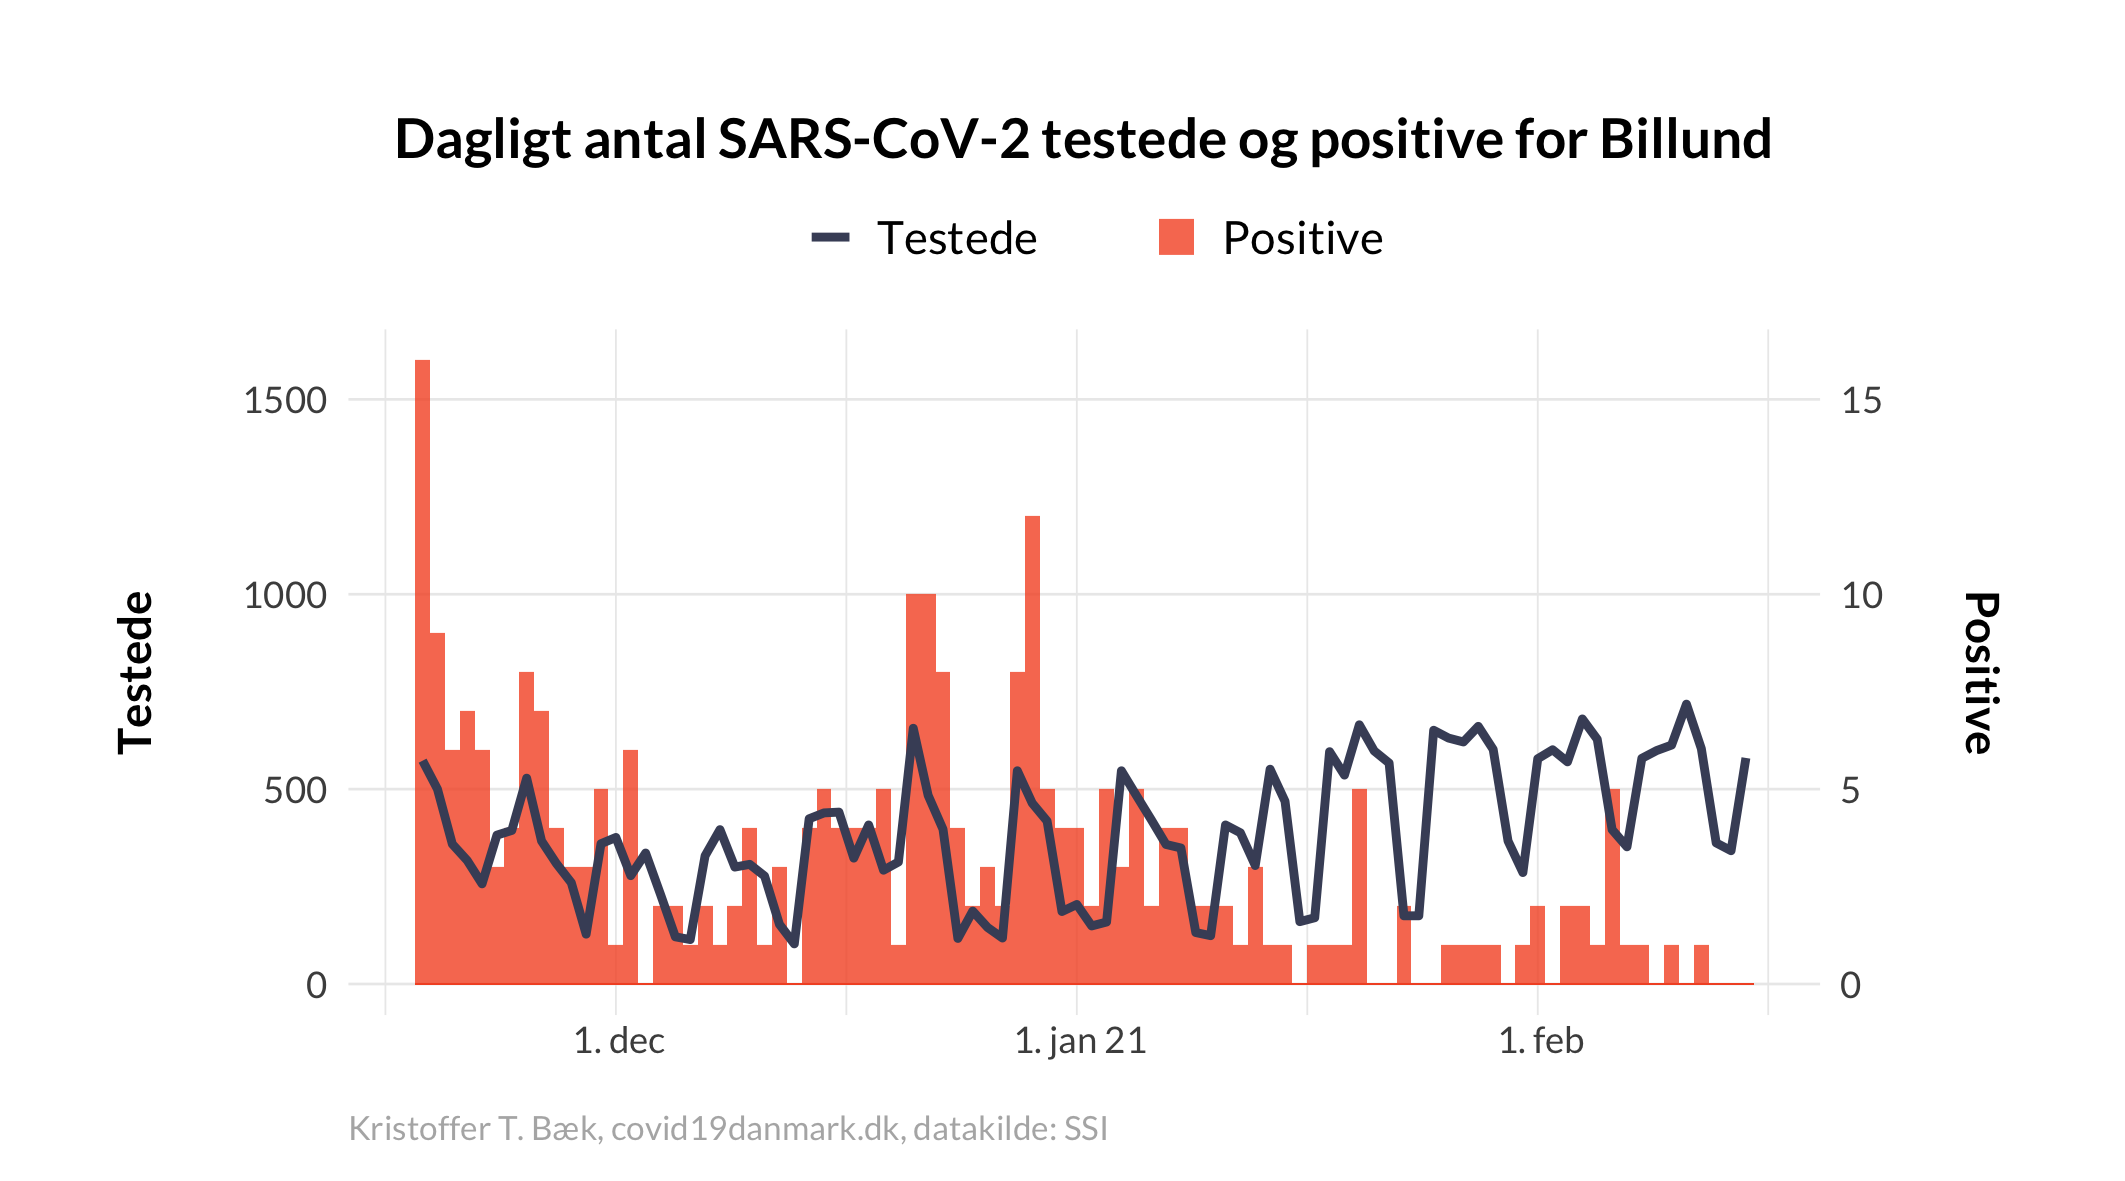 Dagligt antal SARS-CoV-2 testede og positive for Billund
Testede
Positive
1500
1000
500
0
Testede
15
10
5
0
Positive
1. dec
1. jan 21
1. feb
Kristoffer T. Bæk, covid19danmark.dk, datakilde: SSI